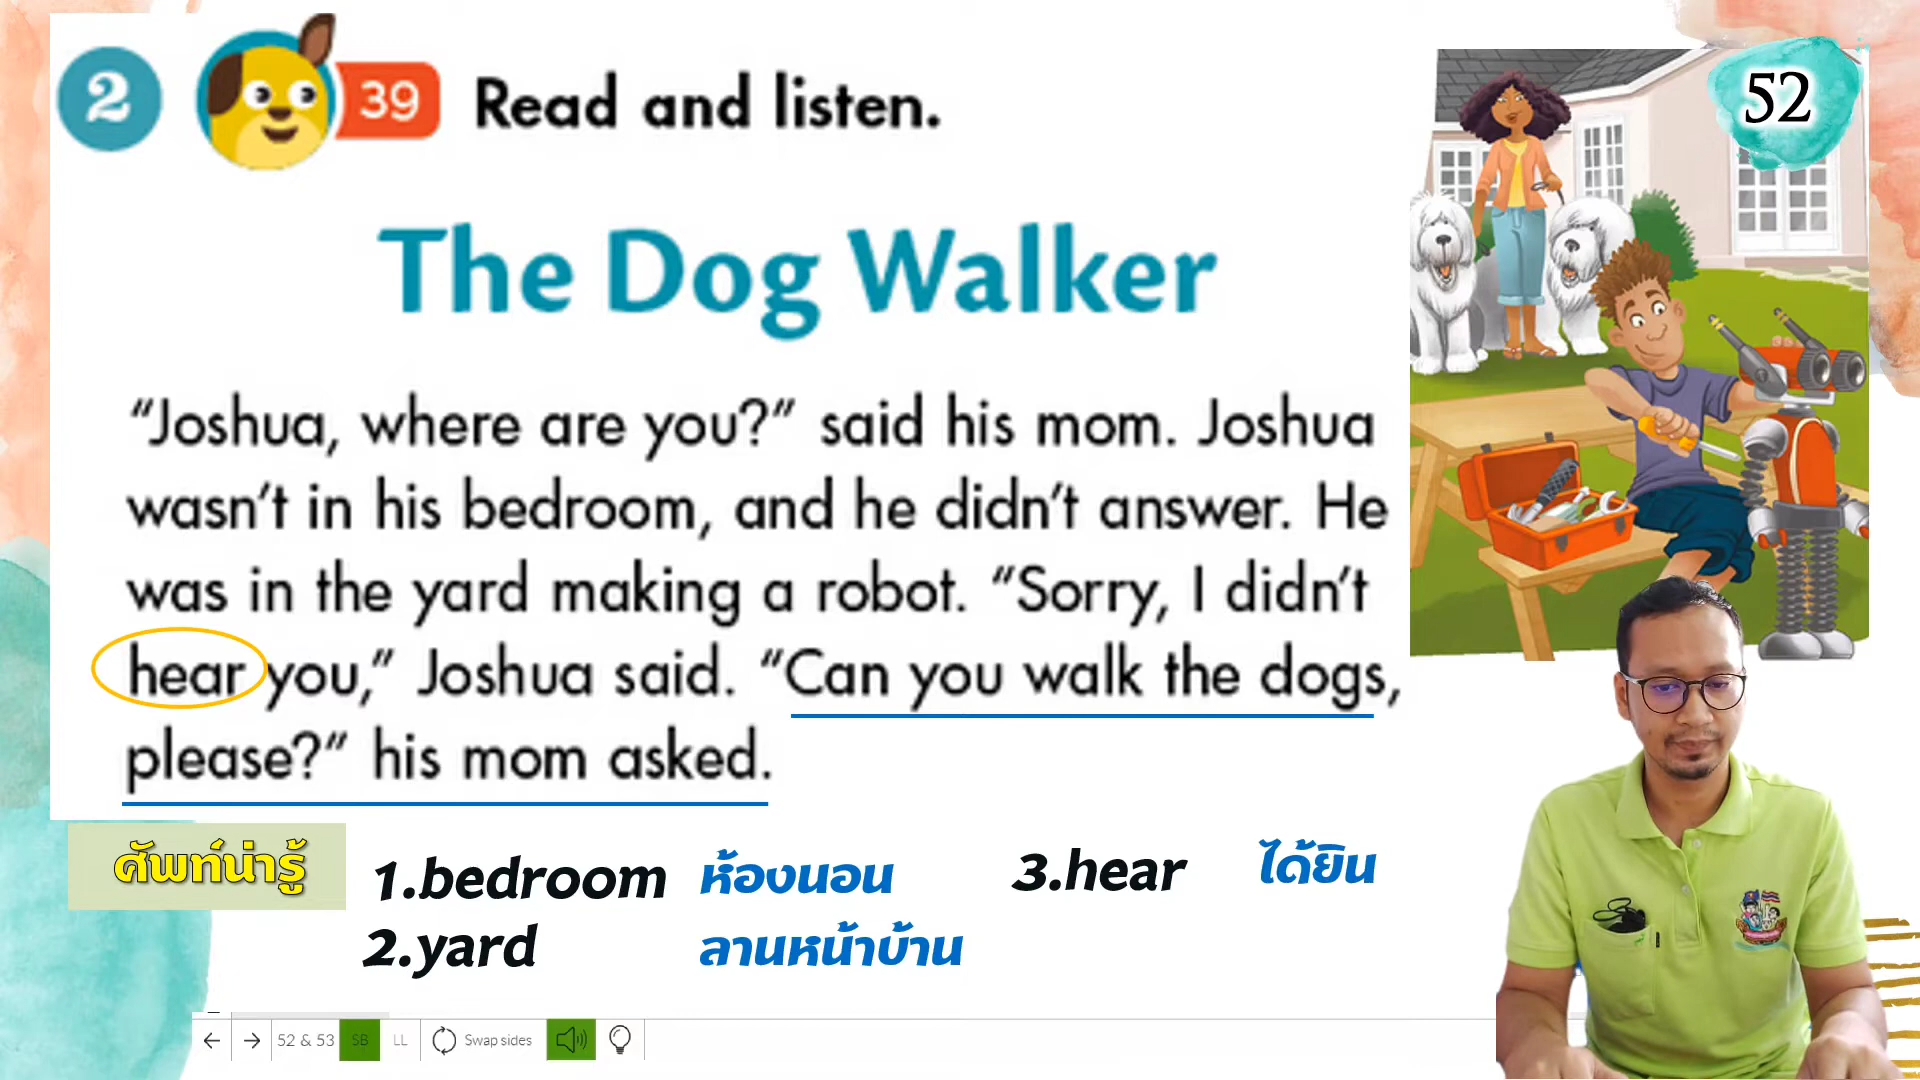 2
39
Read and listen.
52
The Dog Walker
“Joshua, where are you?” said his mom. Joshua
wasn’t in his bedroom, and he didn’t answer. He
was in the yard making a robot. “Sorry, I didn’t
hear you,” Joshua said. “Can you walk the dogs,
please?” his mom asked.
ศัพท์น่ารู้
1.bedroom ห้องนอน 3.hear ได้ยิน
2.yard ลานหน้าบ้าน
52 & 53 SB LL Swap sides